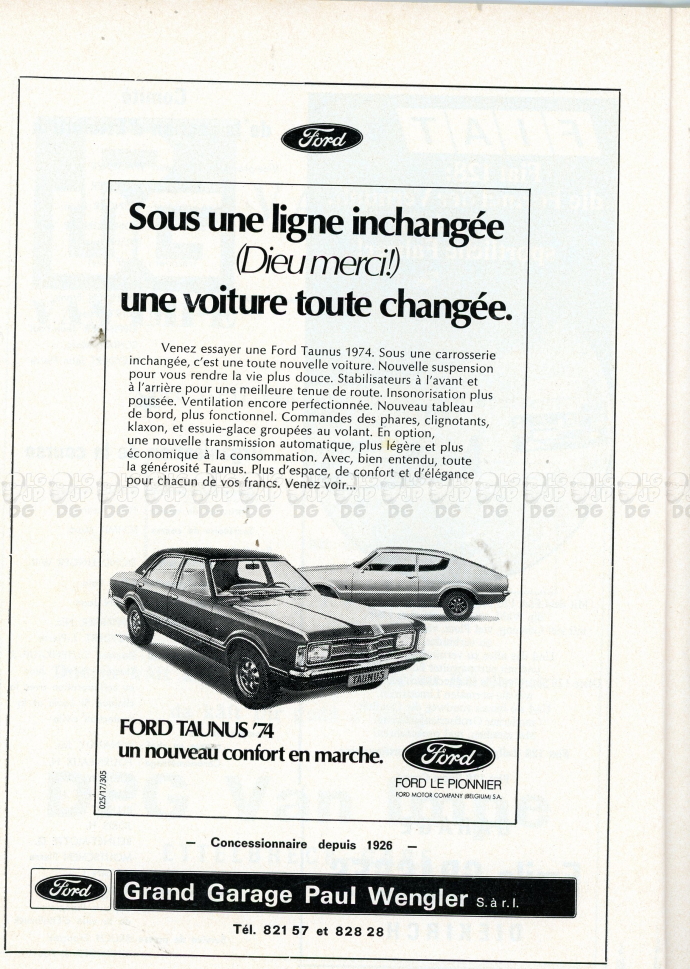 Ford
Sous une ligne inchangée
(Dieu merci!)
une voiture toute changée.
Venez essayer une Ford Taunus 1974. Sous une carrosserie
inchangée, c'est une toute nouvelle voiture. Nouvelle suspension
pour vous rendre la vie plus douce. Stabilisateurs à l'avant et
à l'arrière pour une meilleure tenue de route. Insonorisation plus
poussée. Ventilation encore perfectionnée. Nouveau tableau
de bord, plus fonctionnel. Commandes des phares, clignotants,
klaxon, et essuie-glace groupées au volant. En option,
une nouvelle transmission automatique, plus légère et plus
économique à la consommation. Avec, bien entendu, toute
la générosité Taunus. Plus d'espace, de confort et d'élégance
pour chacun de vos francs. Venez voir...
TAUNUS
FORD TAUNUS '74
un nouveau confort en marche.
Ford
FORD LE PIONNIER
FORD MOTOR COMPANY (BELGIUM) S.A.
025/17/305
— Concessionnaire depuis 1926 —
Ford
Grand Garage Paul Wengler S. à r. l.
Tél. 821 57 et 828 28